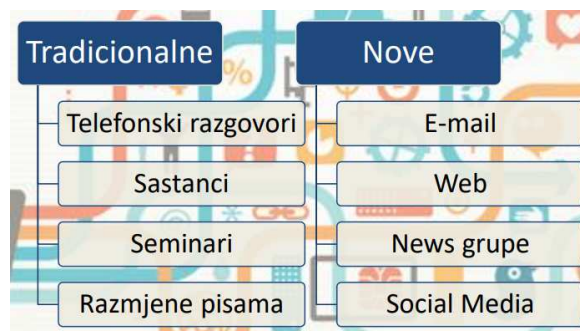 Tradicionalne
Telefonski razgovori
Sastanci
Seminari
Razmjene pisama
Nove
E-mail
Web
News grupe
Social Media